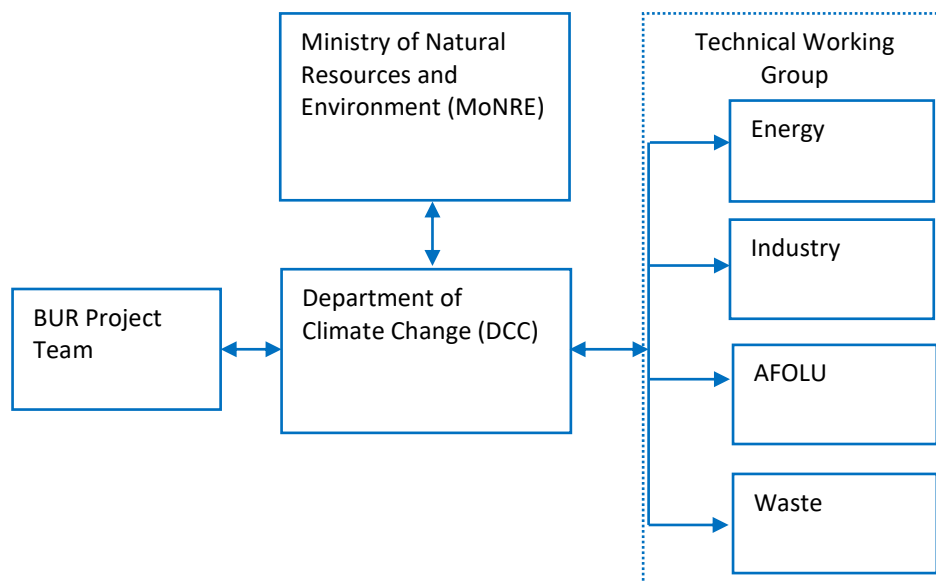 Ministry of Natural
Resources and
Environment (MoNRE)
Technical Working
Group
Energy
Industry
BUR Project
Team
Department of
Climate Change (DCC)
AFOLU
Waste